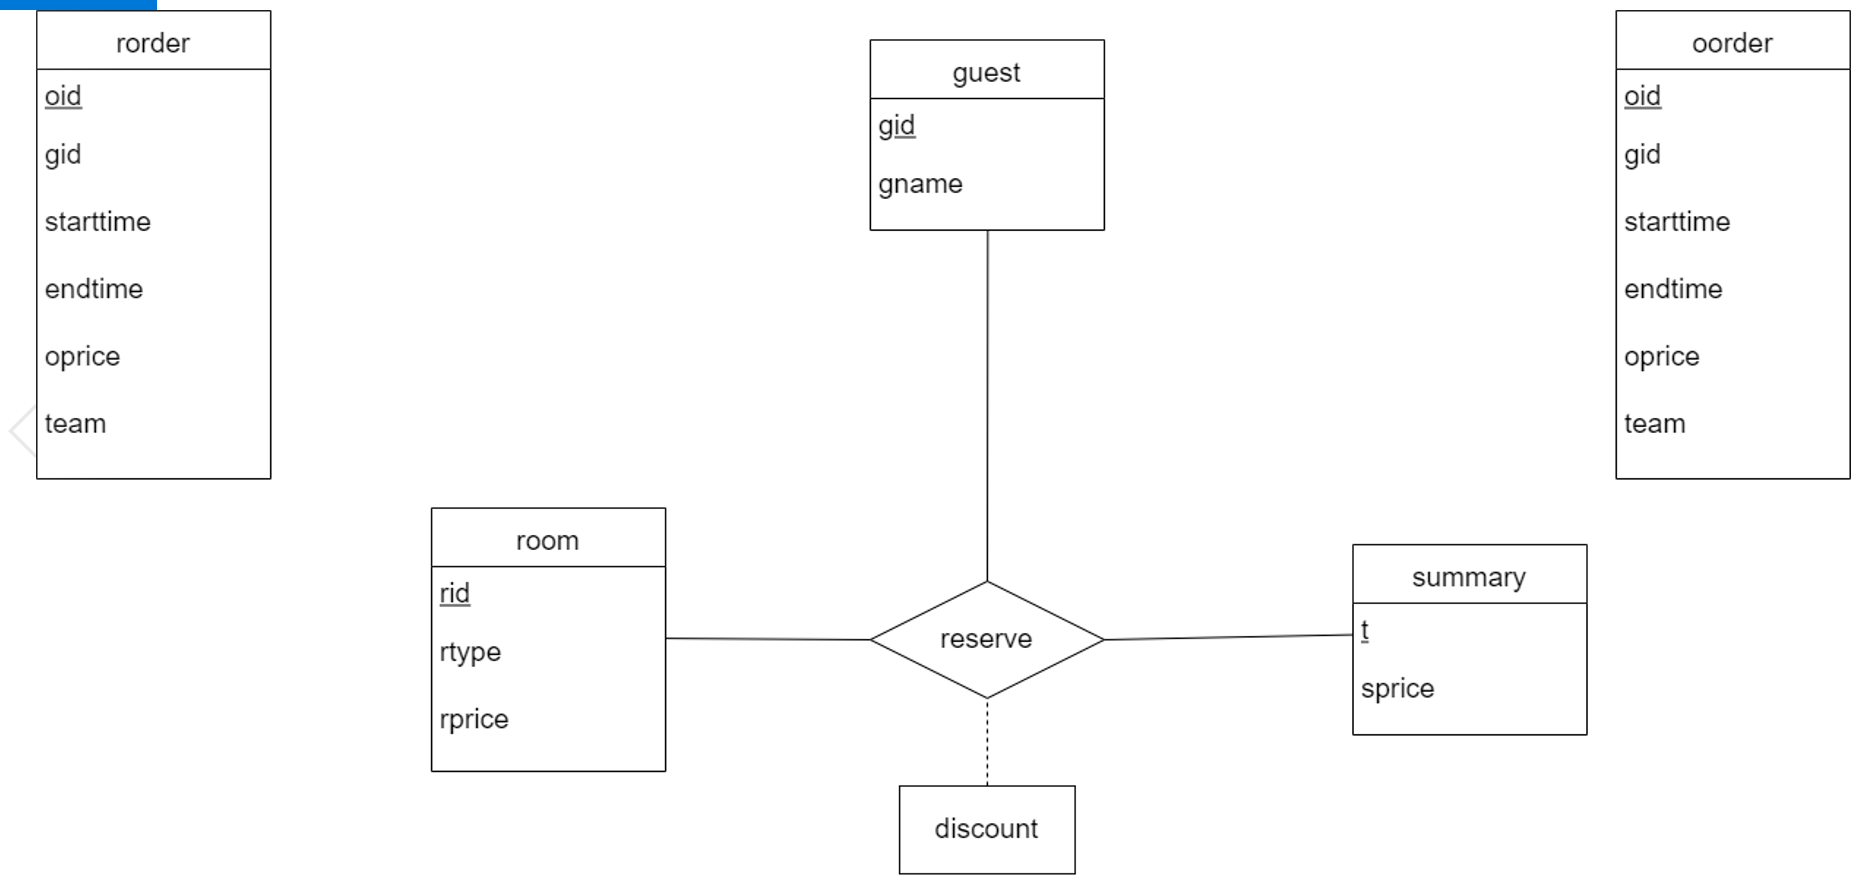 rorder
oid
gid
starttime
endtime
oprice
team
guest
gid
gname
oorder
oid
gid
starttime
endtime
oprice
team
room
rid
rtype
rprice
reserve
summary
t
sprice
discount